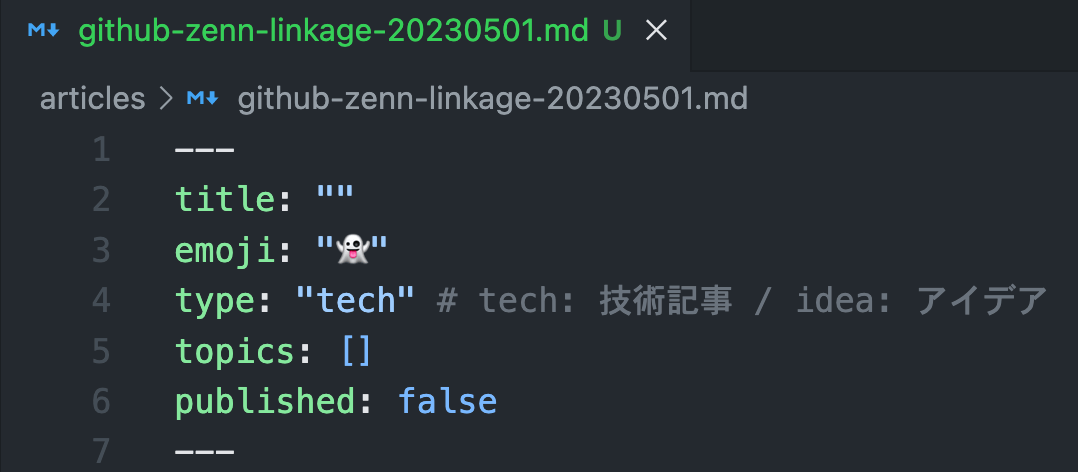 M↓ github-zenn-linkage-20230501.md U ×
articles > M↓ github-zenn-linkage-20230501.md
1 ---
2 title: ""
3 emoji: "👻"
4 type: "tech" # tech: 技術記事 / idea: アイデア
5 topics: []
6 published: false
7 ---